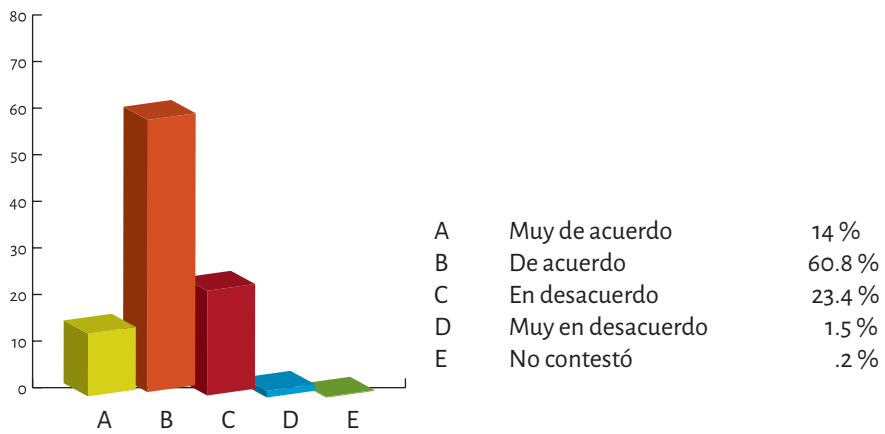 80
70
60
50
40
30
20
10
0
A B C D E
A Muy de acuerdo 14 %
B De acuerdo 60.8 %
C En desacuerdo 23.4 %
D Muy en desacuerdo 1.5 %
E No contestó .2 %